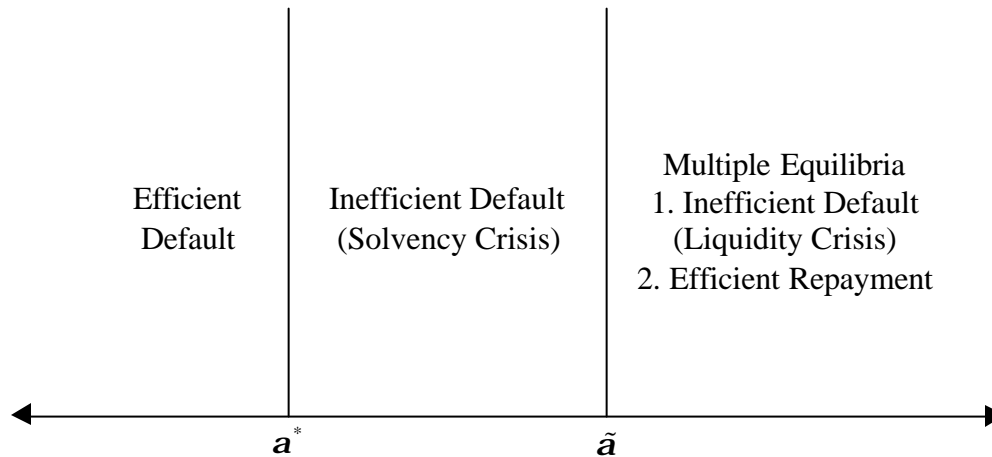 Efficient
Default
Inefficient Default
(Solvency Crisis)
Multiple Equilibria
1. Inefficient Default
(Liquidity Crisis)
2. Efficient Repayment
a*
ã